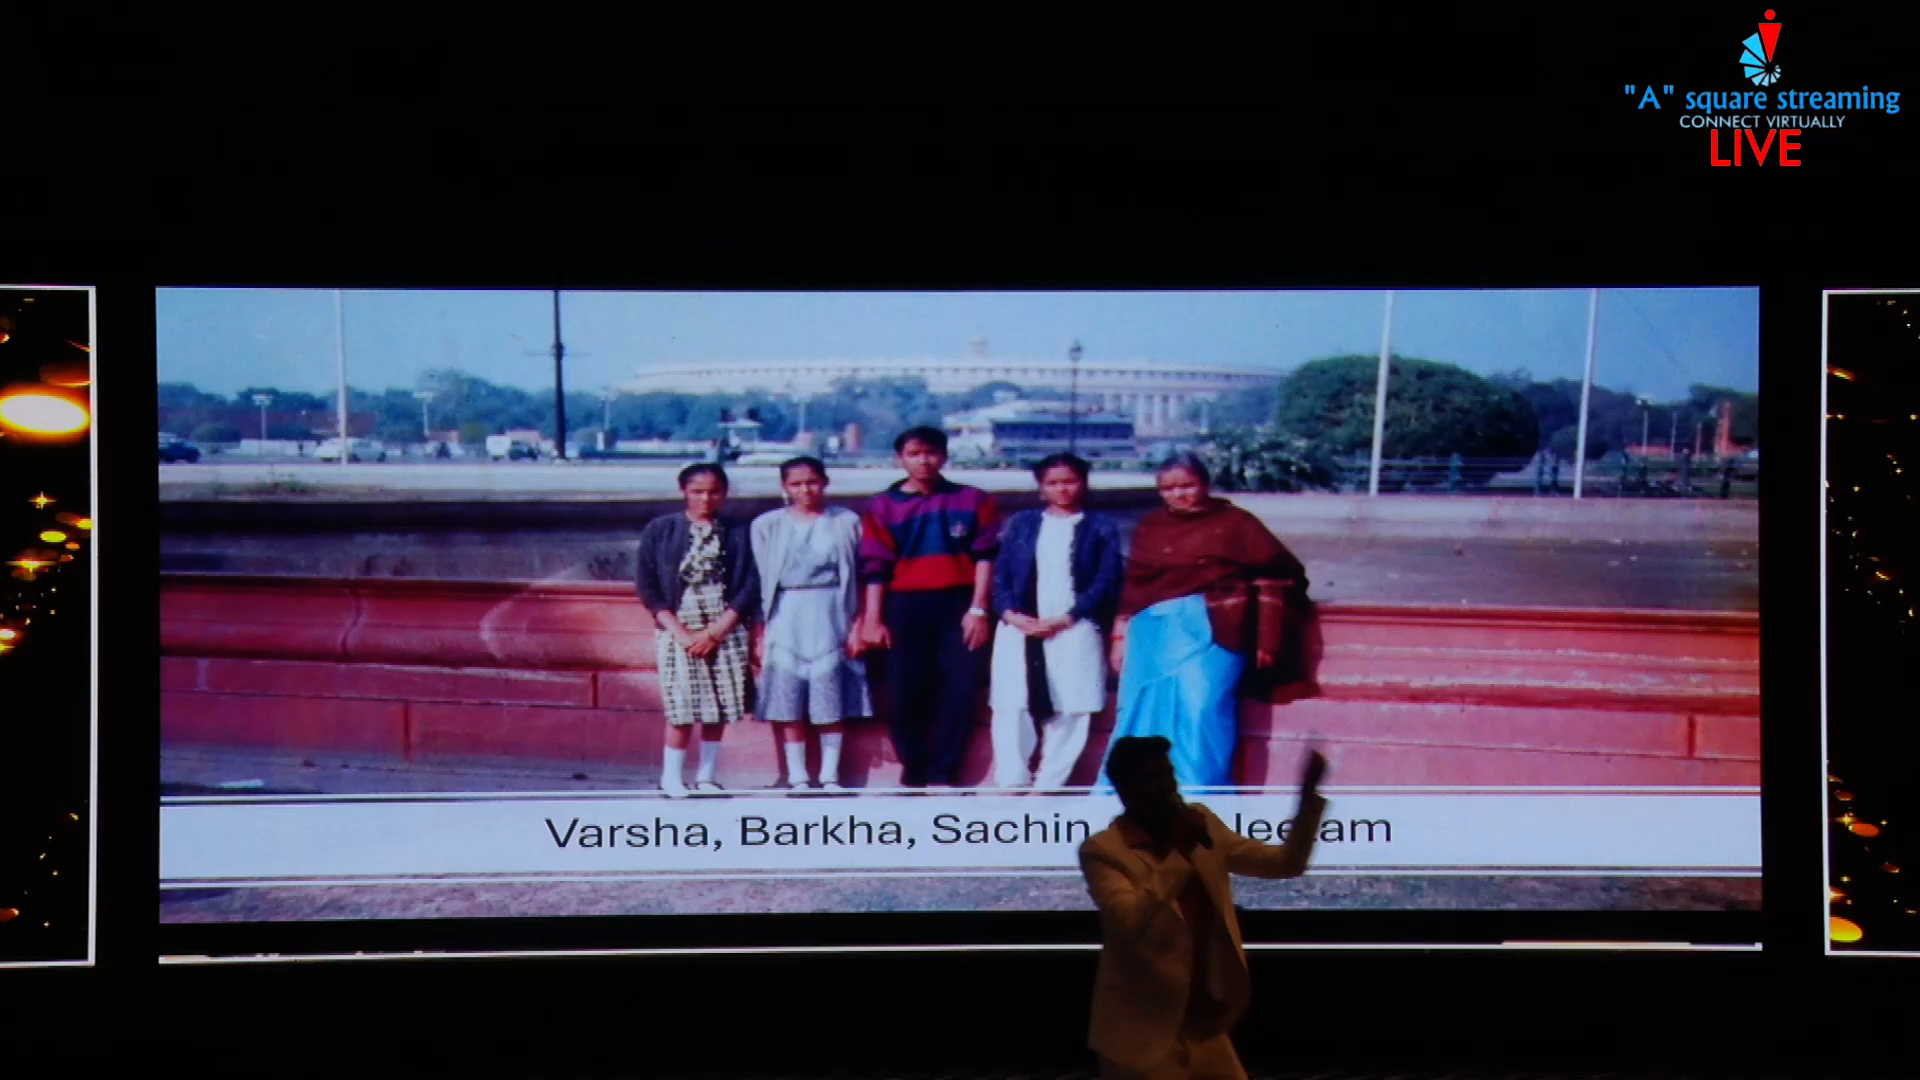 "A" square streaming
CONNECT VIRTUALLY
LIVE
Varsha, Barkha, Sachin